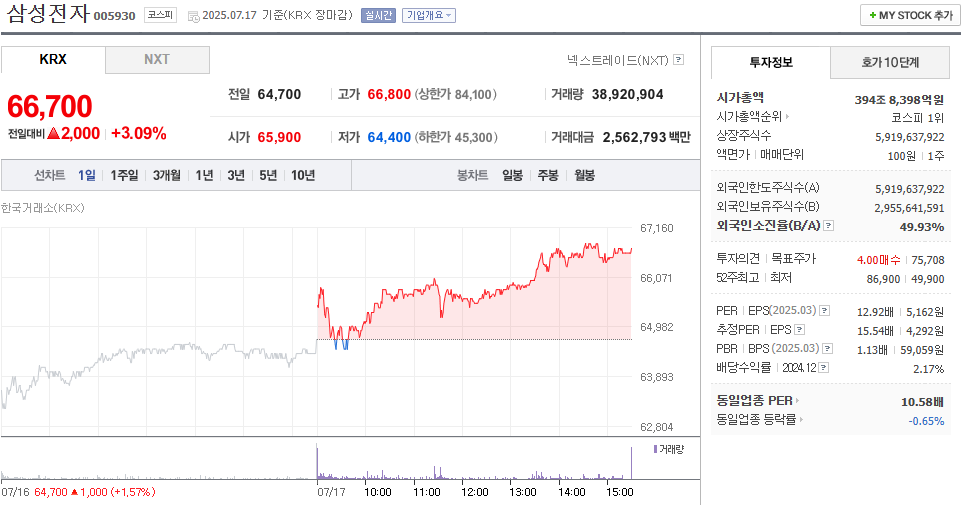 삼성전자 005930 코스피 2025.07.17 기준(KRX 장마감) 실시간 기업개요
+ MY STOCK 추가
KRX NXT
넥스트레이드(NXT) ?
66,700
전일대비 ▲2,000 +3.09%
전일 64,700 고가 66,800 (상한가 84,100) 거래량 38,920,904
시가 65,900 저가 64,400 (하한가 45,300) 거래대금 2,562,793 백만
선차트 1일 1주일 3개월 1년 3년 5년 10년 봉차트 일봉 주봉 월봉
한국거래소(KRX)
67,160
66,071
64,982
63,893
62,804
거래량
07/16 64,700 ▲ 1,000 (+1.57%) 07/17 10:00 11:00 12:00 13:00 14:00 15:00
투자정보 호가 10단계
시가총액 394조 8,398억원
시가총액순위 코스피 1위
상장주식수 5,919,637,922
액면가 매매단위 100원 1주
외국인한도주식수(A) 5,919,637,922
외국인보유주식수(B) 2,955,641,591
외국인소진율(B/A) ? 49.93%
투자의견 목표주가 4.00매수 75,708
52주최고 최저 86,900 49,900
PER EPS(2025.03) ? 12.92배 5,162원
추정PER EPS ? 15.54배 4,292원
PBR BPS (2025.03) ? 1.13배 59,059원
배당수익률 2024.12 ? 2.17%
동일업종 PER 10.58배
동일업종 등락률 -0.65%